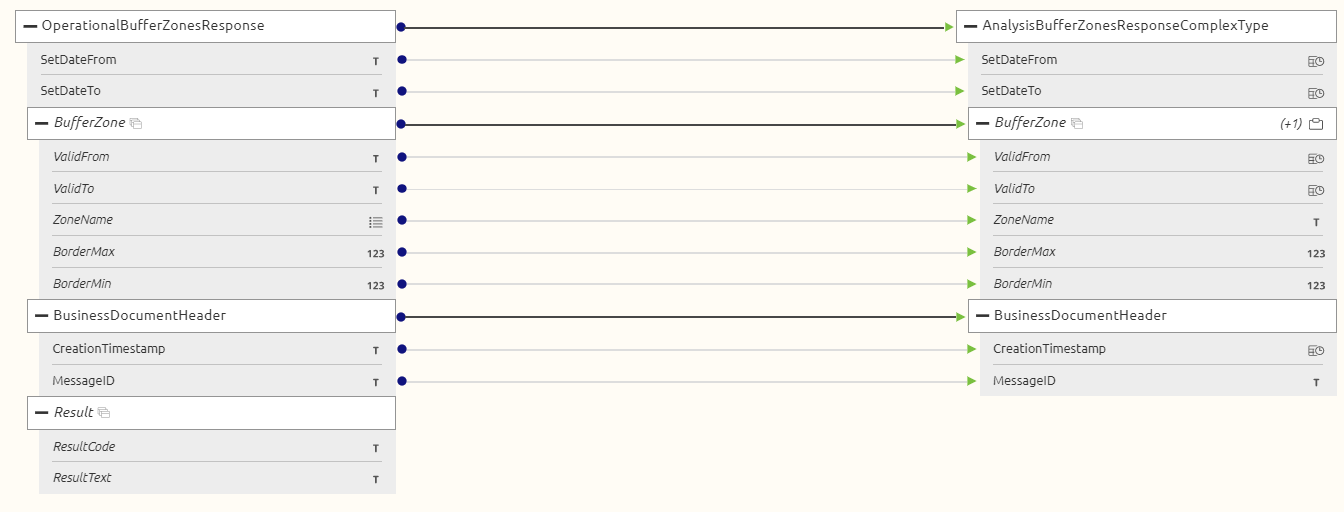 OperationalBufferZonesResponse
AnalysisBufferZonesResponseComplexType
SetDateFrom T
SetDateFrom
SetDateTo T
SetDateTo
BufferZone
BufferZone (+1)
ValidFrom T
ValidFrom
ValidTo T
ValidTo
ZoneName
ZoneName T
BorderMax 123
BorderMax 123
BorderMin 123
BorderMin 123
BusinessDocumentHeader
BusinessDocumentHeader
CreationTimestamp T
CreationTimestamp
MessageID T
MessageID T
Result
ResultCode T
ResultText T